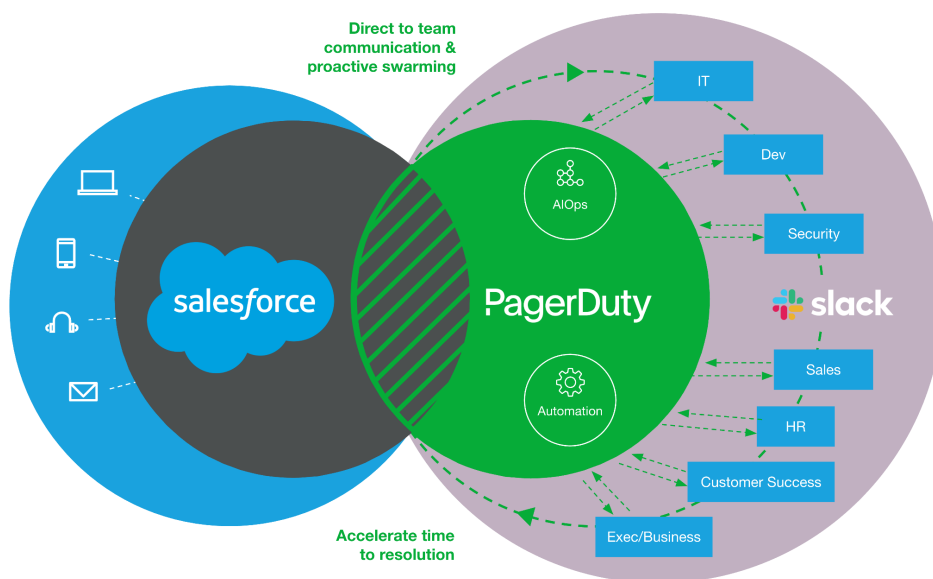 Direct to team
communication &
proactive swarming
IT
Dev
AIOps
Security
salesforce
PagerDuty
slack
Sales
Automation
HR
Customer Success
Accelerate time
to resolution
Exec/Business